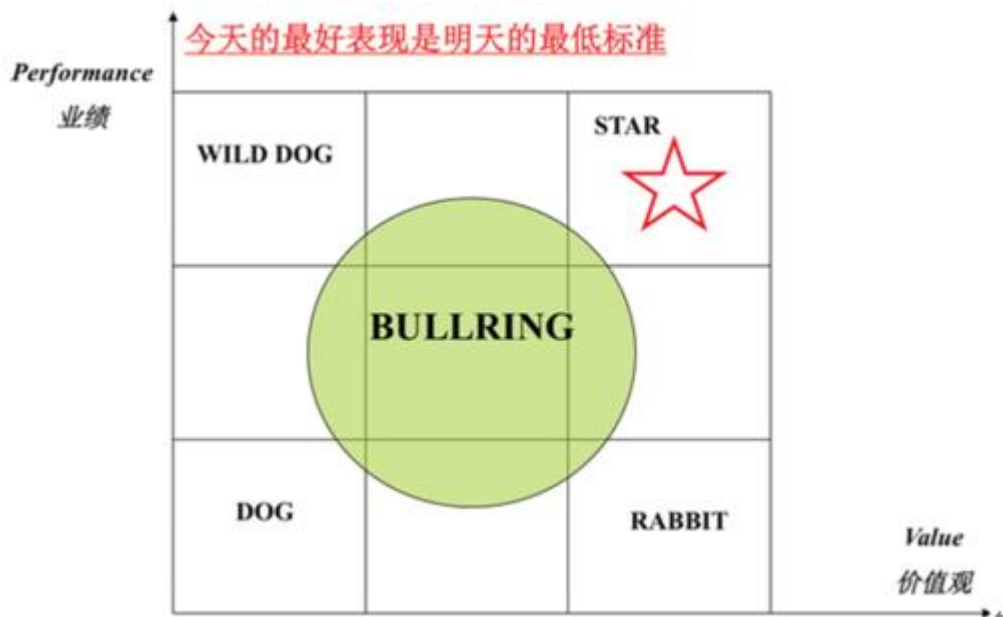 今天的最好表现是明天的最低标准
Performance
业绩
WILD DOG
STAR
BULLRING
DOG
RABBIT
Value
价值观